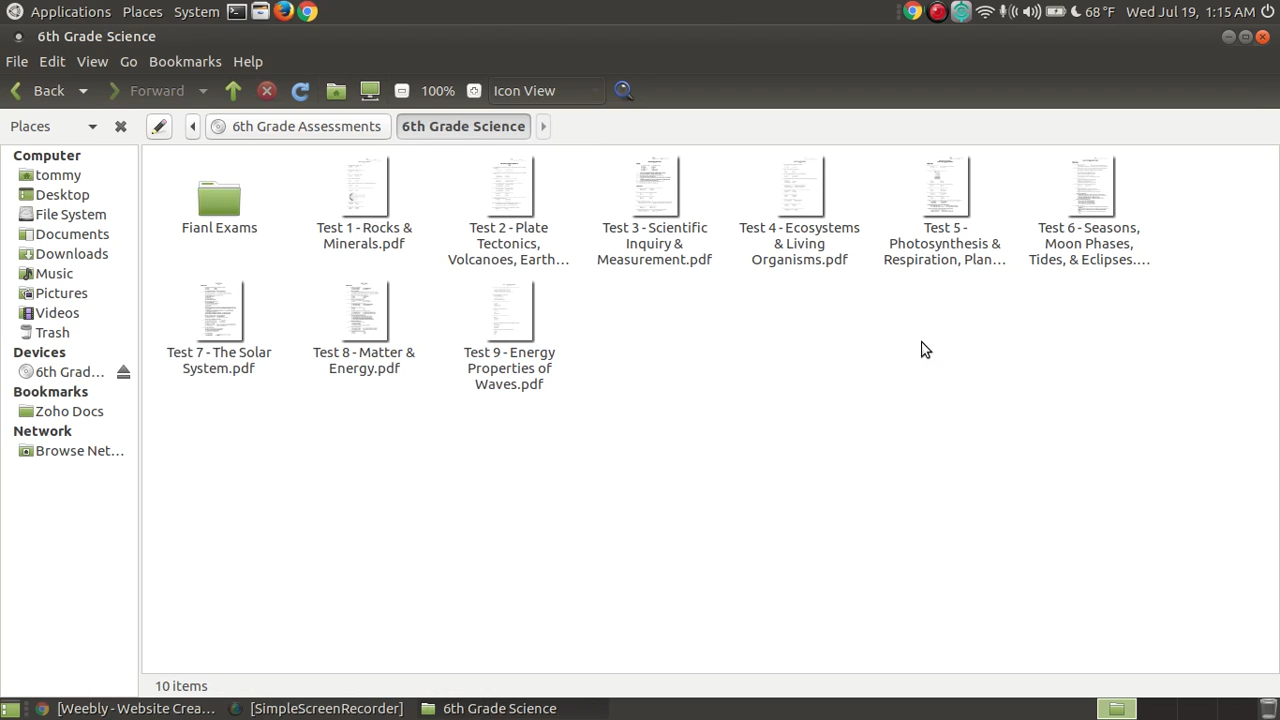 Applications Places System 68 °F Wed Jul 19, 1:15 AM
6th Grade Science
File Edit View Go Bookmarks Help
Back Forward 100% Icon View
Places 6th Grade Assessments 6th Grade Science
Computer
tommy
Desktop
File System
Documents
Downloads
Music
Pictures
Videos
Trash
Devices
6th Grad...
Bookmarks
Zoho Docs
Network
Browse Net...
Fianl Exams
Test 1 - Rocks &
Minerals.pdf
Test 2 - Plate
Tectonics,
Volcanoes, Earth...
Test 3 - Scientific
Inquiry &
Measurement.pdf
Test 4 - Ecosystems
& Living
Organisms.pdf
Test 5 -
Photosynthesis &
Respiration, Plan...
Test 6 - Seasons,
Moon Phases,
Tides, & Eclipses....
Test 7 - The Solar
System.pdf
Test 8 - Matter &
Energy.pdf
Test 9 - Energy
Properties of
Waves.pdf
10 items
[Weebly - Website Crea... [SimpleScreenRecorder] 6th Grade Science